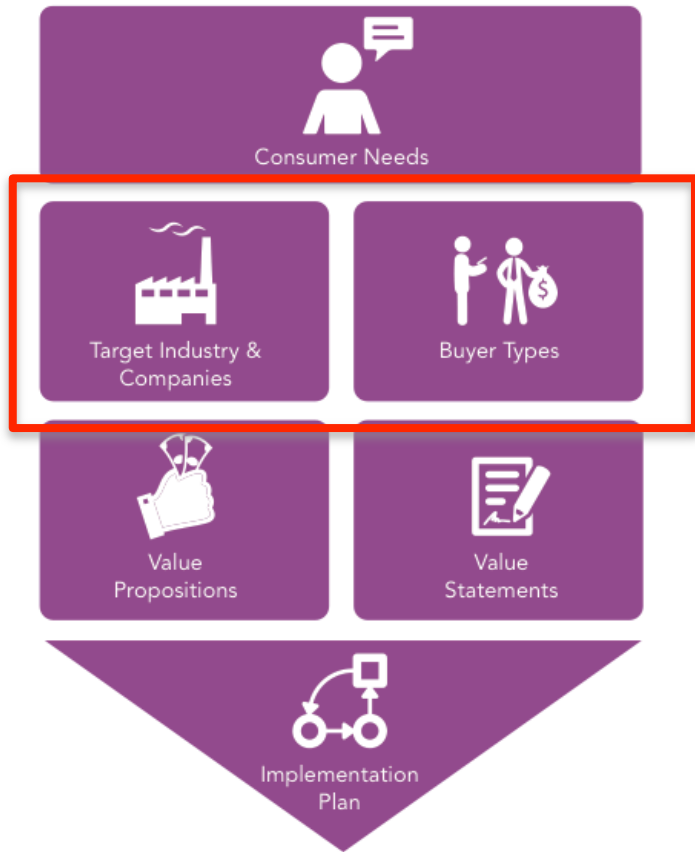 Consumer Needs
Target Industry &
Companies
$
Buyer Types
Value
Propositions
Value
Statements
Implementation
Plan